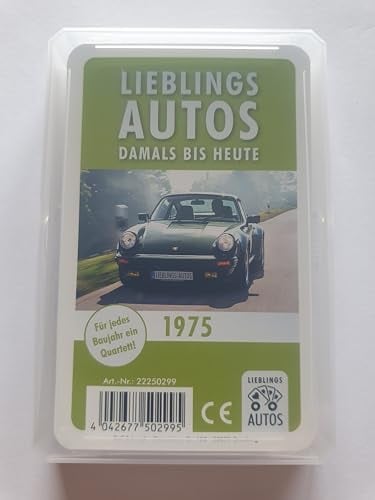 LIEBLINGS
AUTOS
DAMALS BIS HEUTE
LIEBLINGS-AUTOS
1975
Für jedes
Baujahr ein
Quartett!
Art.-Nr.: 22250299
4 042677 502995
CE
LIEBLINGS
AUTOS